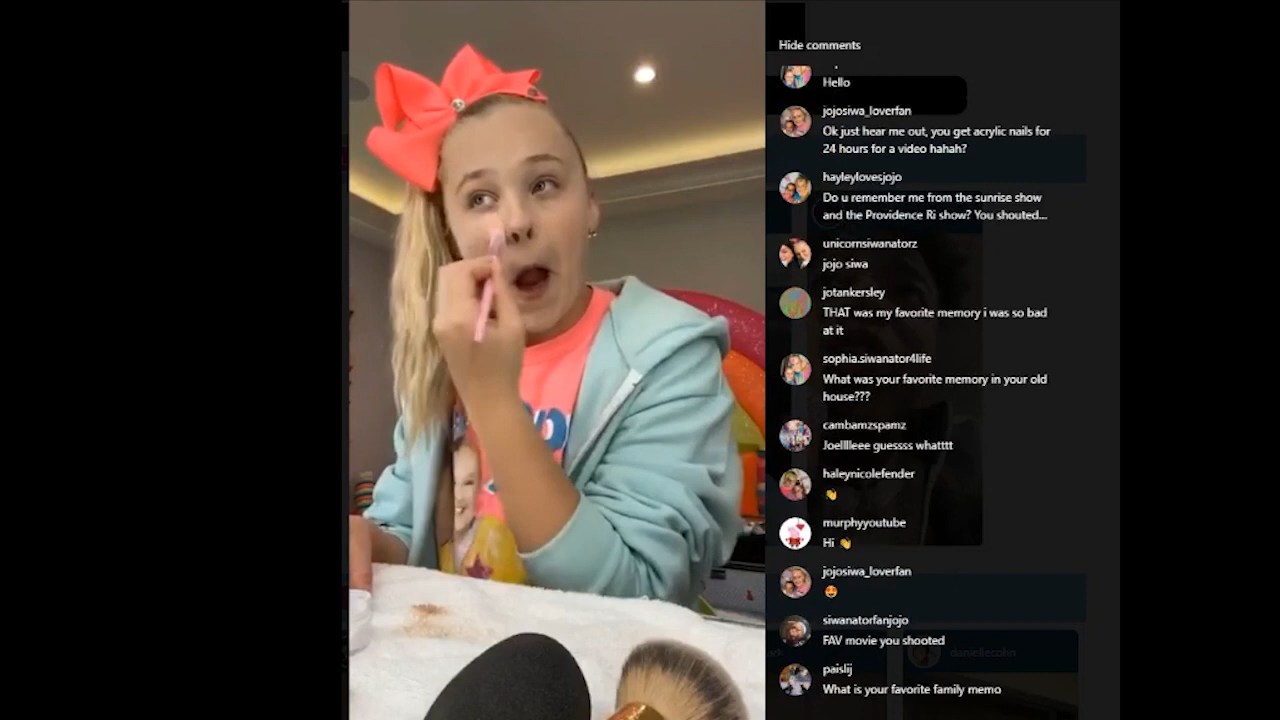 Hide comments
Hello
jojosiwa_loverfan
Ok just hear me out, you get acrylic nails for
24 hours for a video hahah?
hayleylovesjojo
Do u remember me from the sunrise show
and the Providence Ri show? You shouted...
unicornsiwanatorz
jojo siwa
jotankersley
THAT was my favorite memory i was so bad
at it
sophia.siwanator4life
What was your favorite memory in your old
house???
cambamzspamz
Joelllleee guessss whatttt
haleynicolefender
👏
murphyyoutube
Hi 👏
jojosiwa_loverfan
🤩
siwanatorfanjojo
FAV movie you shooted
daniellecohn
paislij
What is your favorite family memo